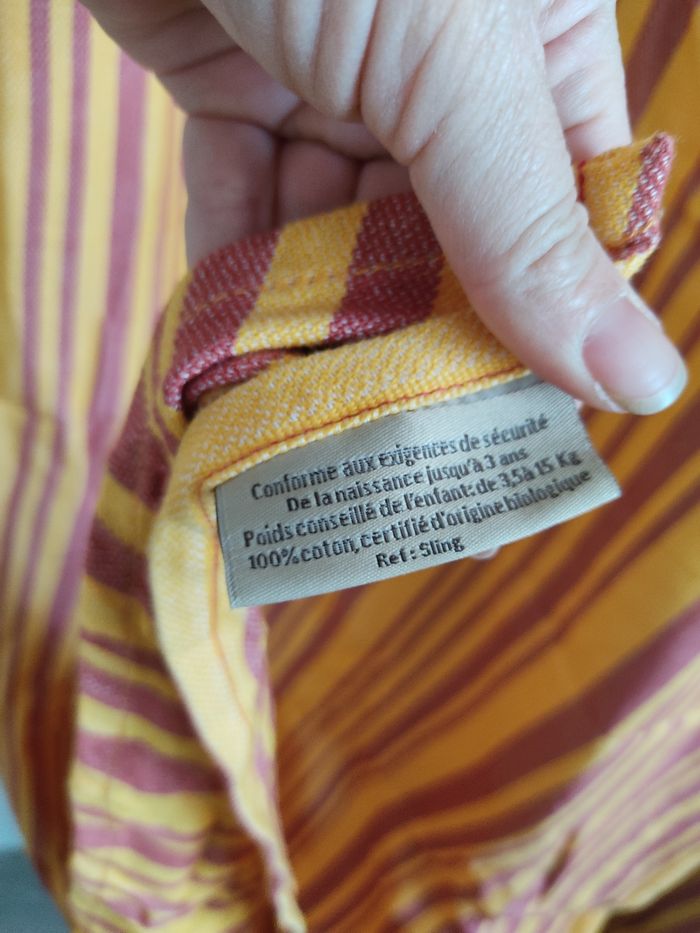 Conforme aux exigences de sécurité
De la naissance jusqu'à 3 ans
Poids conseillé de l'enfant: de 3,5 à 15 Kg
100% coton, certifié d'origine biologique
Ref : Sling